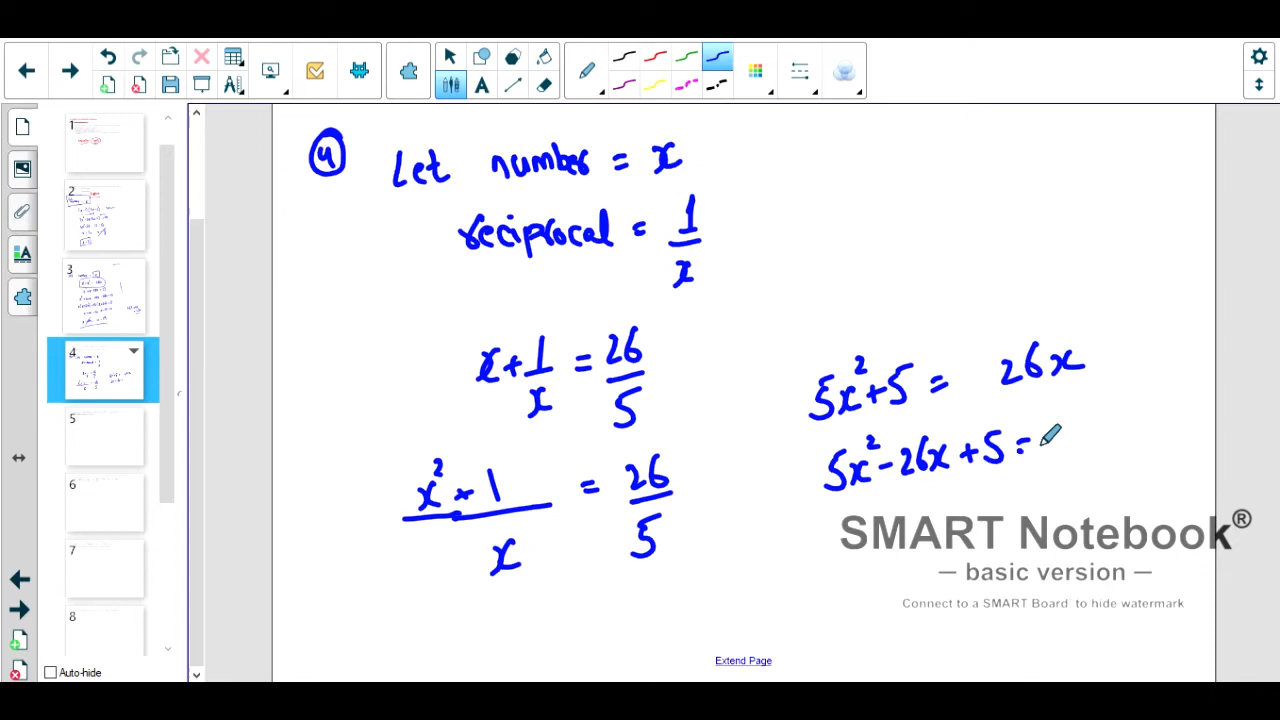 1
2
3
4
5
6
7
8
Auto-hide
④ Let number = x
reciprocal = 1/x
x + 1/x = 26/5
x² + 1 / x = 26/5
5x² + 5 = 26x
5x² - 26x + 5 =
SMART Notebook®
— basic version —
Connect to a SMART Board to hide watermark
Extend Page